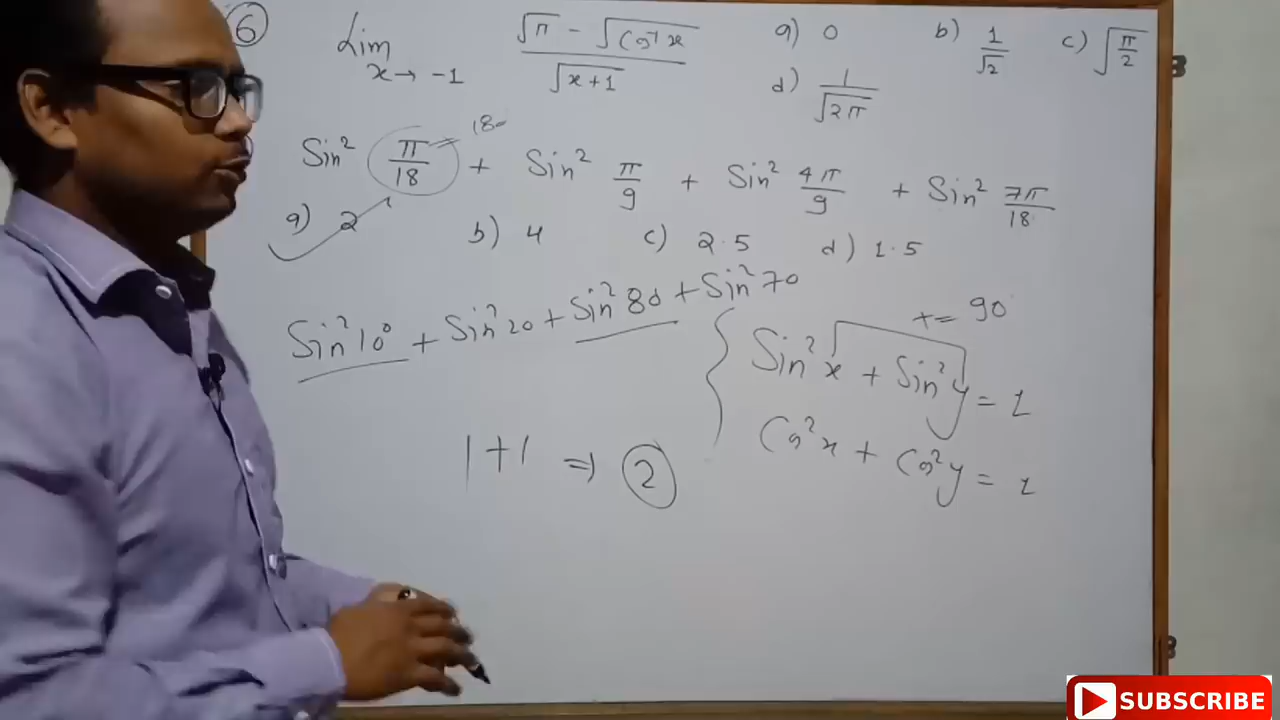 6 Lim x→ -1 √π - √Cos⁻¹x / √x+1 a) 0 b) 1/√2 c) √π/2
d) 1/√2π
Sin² π/18 + Sin² π/9 + Sin² 4π/9 + Sin² 7π/18
180
a) 2 b) 4 c) 2.5 d) 1.5
Sin²10° + Sin²20 + Sin²80 + Sin²70
+= 90
Sin²x + Sin²y = 1
Cos²x + Cos²y = 1
1+1 ⇒ 2
SUBSCRIBE